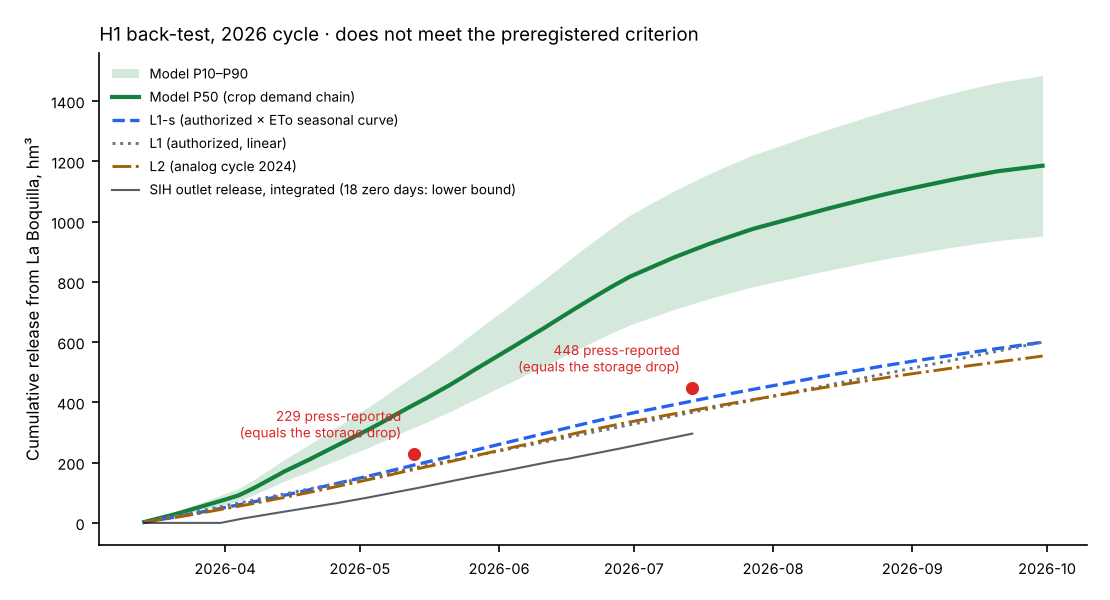 H1 back-test, 2026 cycle · does not meet the preregistered criterion
Model P10–P90
Model P50 (crop demand chain)
L1-s (authorized × ETo seasonal curve)
L1 (authorized, linear)
L2 (analog cycle 2024)
SIH outlet release, integrated (18 zero days: lower bound)
Cumulative release from La Boquilla, hm³
1400
1200
1000
800
600
400
200
0
448 press-reported
(equals the storage drop)
229 press-reported
(equals the storage drop)
2026-04
2026-05
2026-06
2026-07
2026-08
2026-09
2026-10